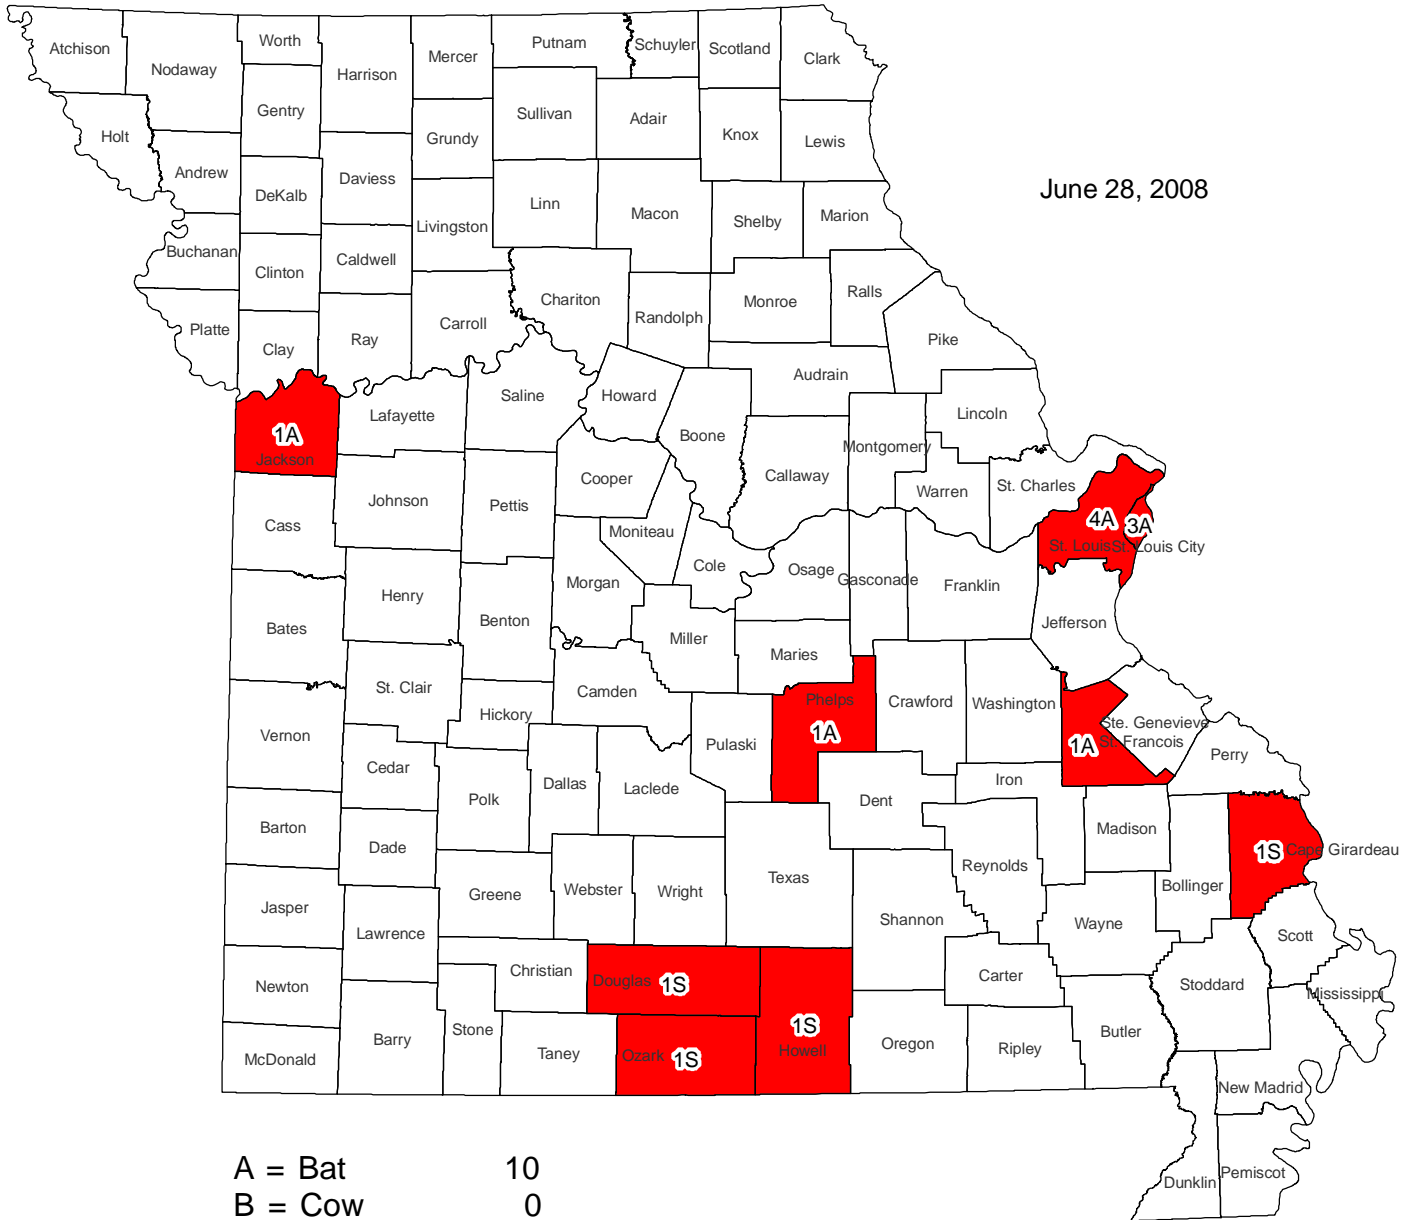 Atchison
Nodaway
Worth
Harrison
Mercer
Putnam
Schuyler
Scotland
Clark
Holt
Gentry
Sullivan
Adair
Knox
Lewis
Grundy
Andrew
DeKalb
Daviess
Livingston
Linn
Macon
Shelby
Marion
June 28, 2008
Buchanan
Clinton
Caldwell
Chariton
Randolph
Monroe
Ralls
Platte
Clay
Ray
Carroll
Pike
Audrain
Saline
Howard
Lafayette
Lincoln
1A
Jackson
Boone
Montgomery
Callaway
Cooper
Warren
St. Charles
Johnson
Pettis
Cass
Moniteau
4A
3A
St. Louis
St. Louis City
Cole
Osage
Gasconade
Franklin
Henry
Morgan
Benton
Bates
Miller
Jefferson
Maries
St. Clair
Camden
Phelps
1A
Crawford
Washington
Hickory
Ste. Genevieve
1A
St. Francois
Vernon
Pulaski
Perry
Cedar
Dallas
Laclede
Iron
Polk
Dent
Barton
Madison
Dade
1S
Cape Girardeau
Reynolds
Greene
Webster
Wright
Texas
Bollinger
Jasper
Shannon
Wayne
Lawrence
Scott
Christian
Douglas
1S
Carter
Newton
Stoddard
Mississippi
1S
Howell
Stone
Barry
Taney
Ozark
1S
Oregon
Ripley
Butler
McDonald
New Madrid
Dunklin
Pemiscot
A = Bat 10
B = Cow 0